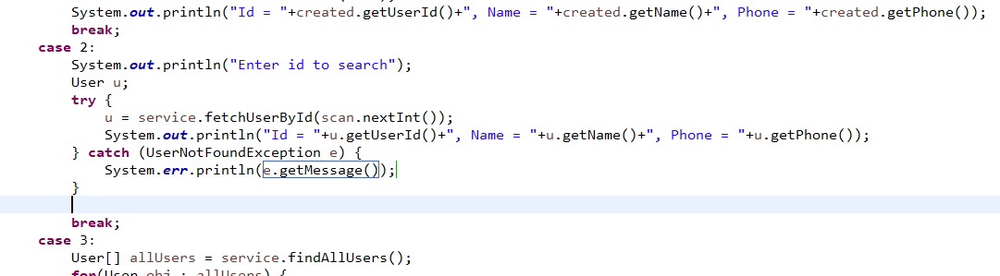 System.out.println("Id = "+created.getUserId()+", Name = "+created.getName()+", Phone = "+created.getPhone());
break;
case 2:
System.out.println("Enter id to search");
User u;
try {
u = service.fetchUserById(scan.nextInt());
System.out.println("Id = "+u.getUserId()+", Name = "+u.getName()+", Phone = "+u.getPhone());
} catch (UserNotFoundException e) {
System.err.println(e.getMessage());
}
break;
case 3:
User[] allUsers = service.findAllUsers();
for(User obj : allUsers) {